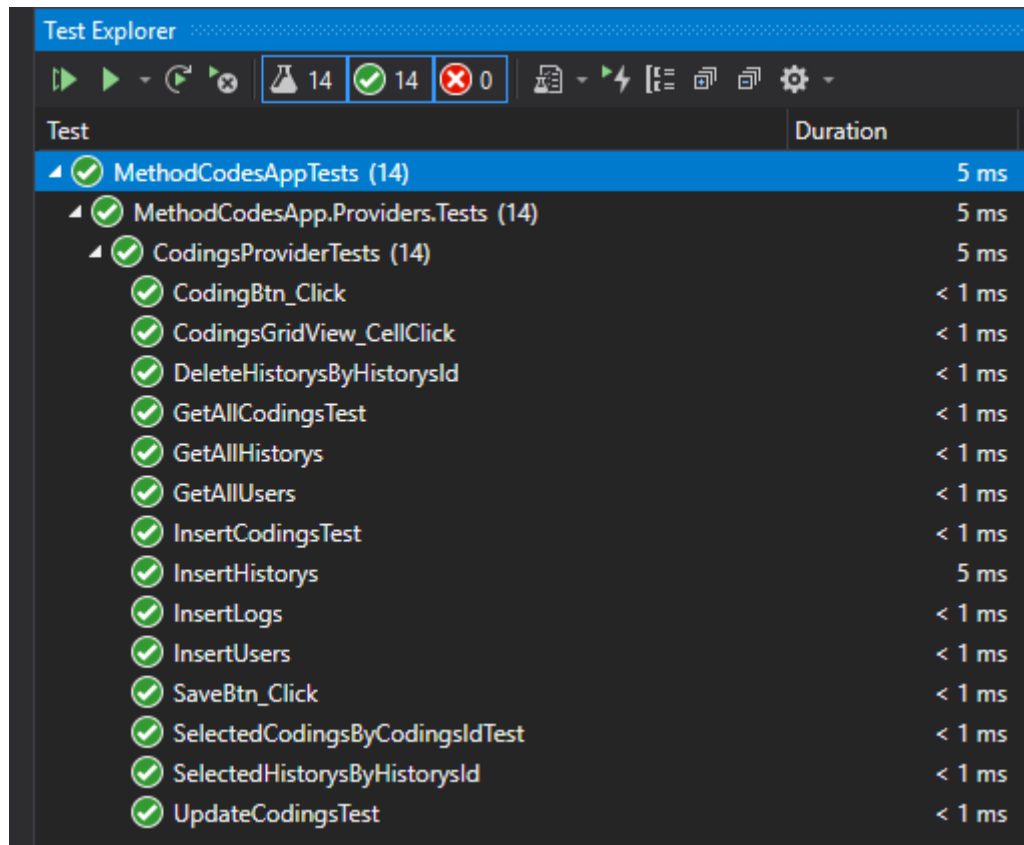 Test Explorer
14 14 0
Test Duration
MethodCodesAppTests (14) 5 ms
MethodCodesApp.Providers.Tests (14) 5 ms
CodingsProviderTests (14) 5 ms
CodingBtn_Click < 1 ms
CodingsGridView_CellClick < 1 ms
DeleteHistorysByHistorysId < 1 ms
GetAllCodingsTest < 1 ms
GetAllHistorys < 1 ms
GetAllUsers < 1 ms
InsertCodingsTest < 1 ms
InsertHistorys 5 ms
InsertLogs < 1 ms
InsertUsers < 1 ms
SaveBtn_Click < 1 ms
SelectedCodingsByCodingsIdTest < 1 ms
SelectedHistorysByHistorysId < 1 ms
UpdateCodingsTest < 1 ms